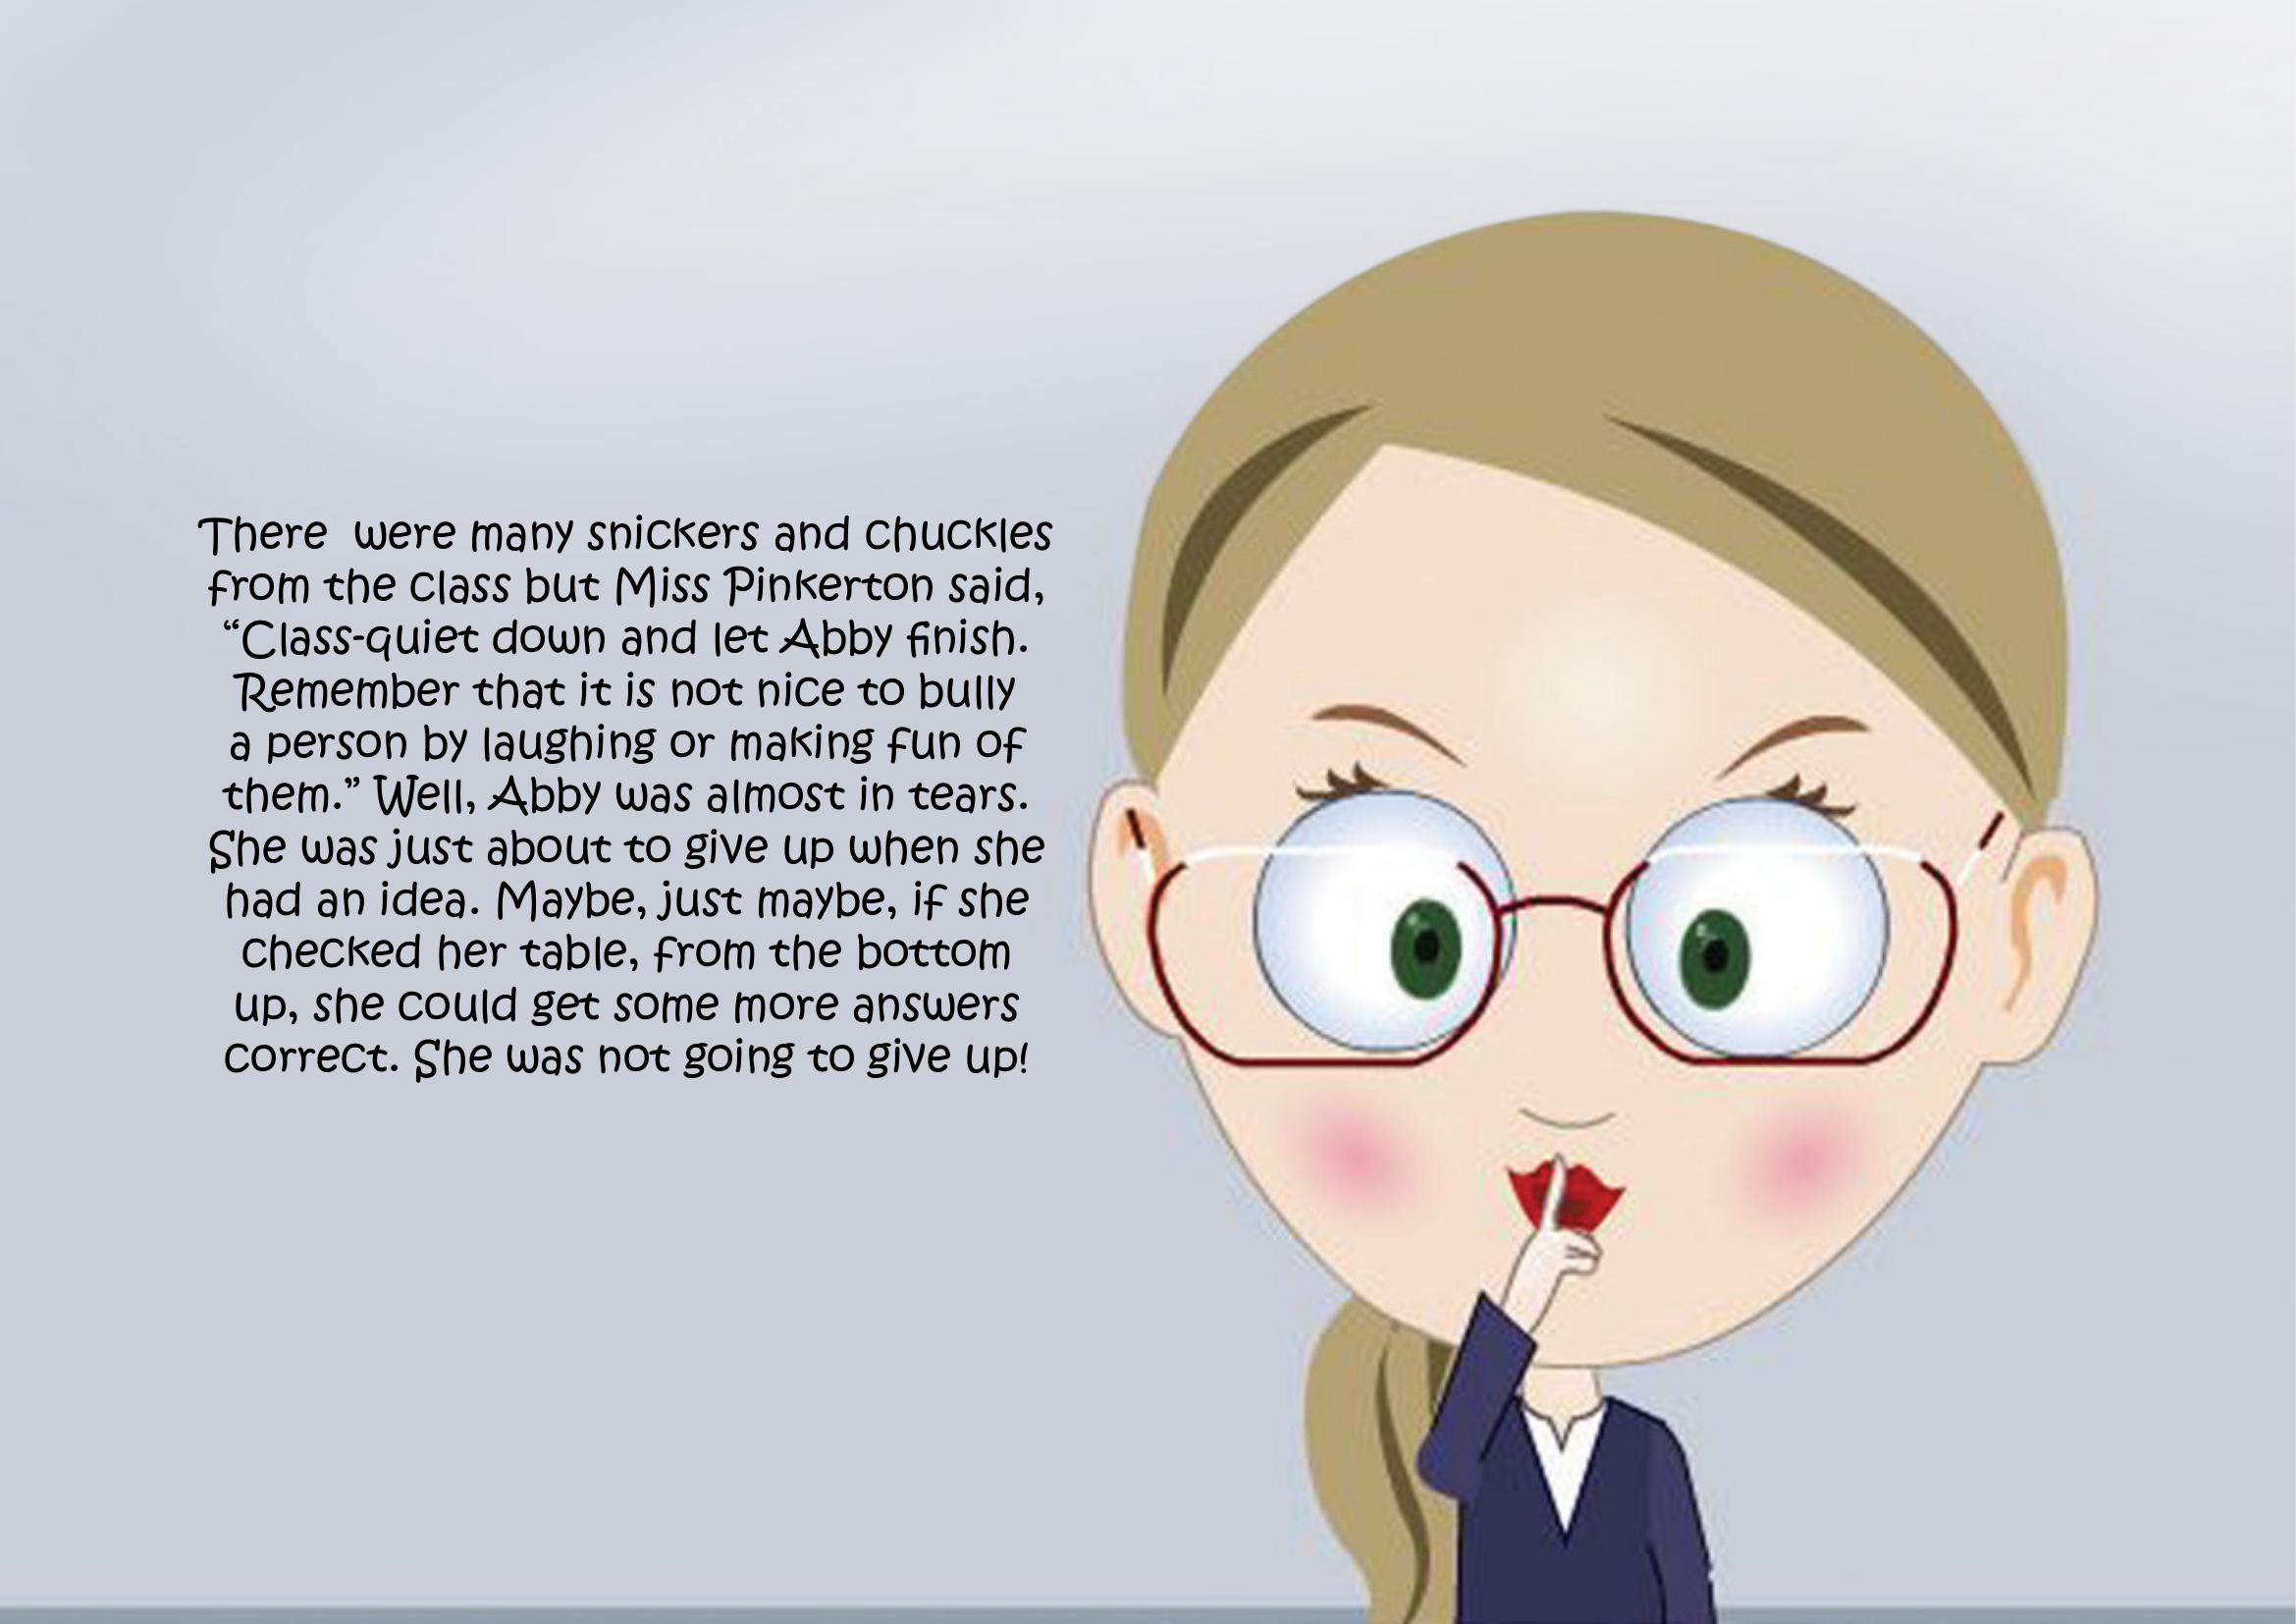 There  were many snickers and chuckles
from the class but Miss Pinkerton said,
“Class-quiet down and let Abby finish.
Remember that it is not nice to bully
a person by laughing or making fun of
them.” Well, Abby was almost in tears.
She was just about to give up when she
had an idea. Maybe, just maybe, if she
checked her table, from the bottom
up, she could get some more answers
correct. She was not going to give up!